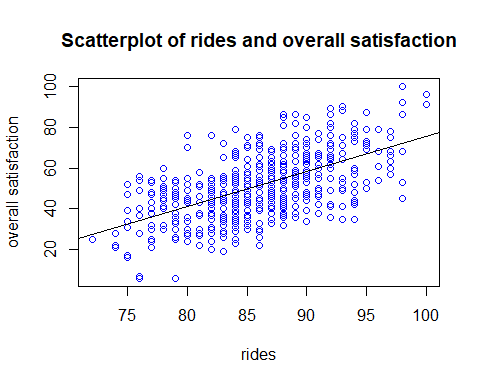 Scatterplot of rides and overall satisfaction
overall satisfaction
100
80
60
40
20
75 80 85 90 95 100
rides